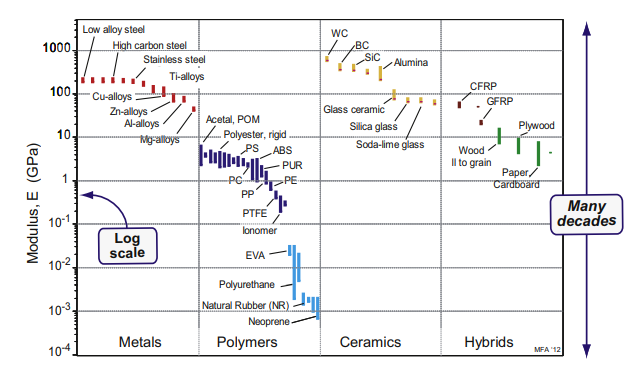 Modulus, E (GPa)
1000
100
10
1
10-1
10-2
10-3
10-4
Low alloy steel
High carbon steel
Stainless steel
Ti-alloys
Cu-alloys
Zn-alloys
Al-alloys
Mg-alloys
Acetal, POM
Polyester, rigid
PS
ABS
PUR
PC
PE
PP
PTFE
Ionomer
EVA
Polyurethane
Natural Rubber (NR)
Neoprene
WC
BC
SiC
Alumina
Glass ceramic
Silica glass
Soda-lime glass
CFRP
GFRP
Plywood
Wood
II to grain
Paper
Cardboard
Log
scale
Many
decades
Metals
Polymers
Ceramics
Hybrids
MFA '12